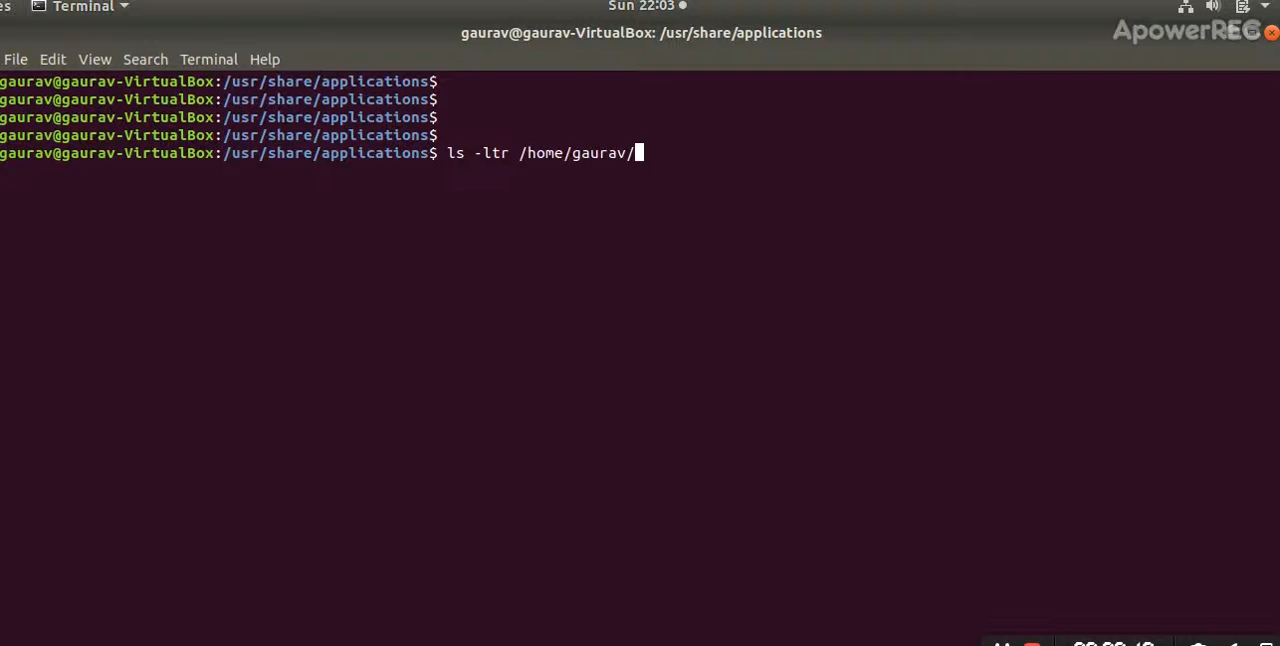 es Terminal Sun 22:03
gaurav@gaurav-VirtualBox: /usr/share/applications
ApowerREC
File Edit View Search Terminal Help
gaurav@gaurav-VirtualBox:/usr/share/applications$
gaurav@gaurav-VirtualBox:/usr/share/applications$
gaurav@gaurav-VirtualBox:/usr/share/applications$
gaurav@gaurav-VirtualBox:/usr/share/applications$
gaurav@gaurav-VirtualBox:/usr/share/applications$ ls -ltr /home/gaurav/